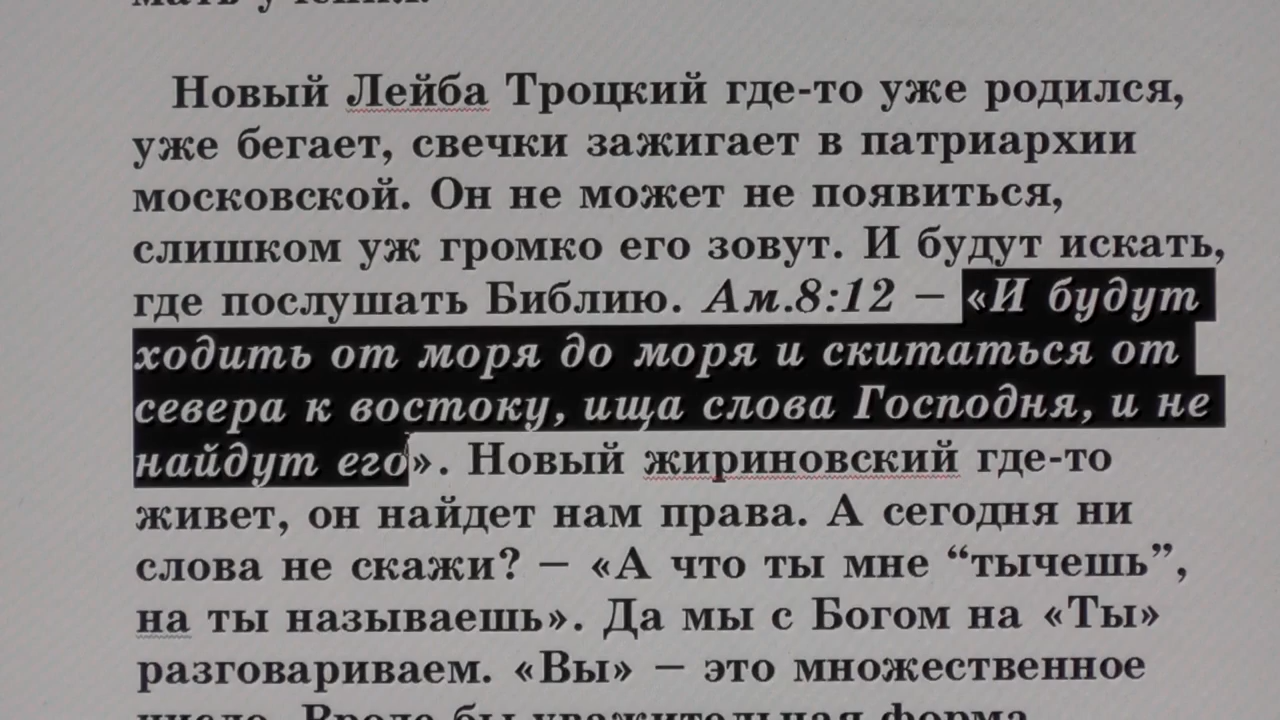 Новый Лейба Троцкий где-то уже родился,
уже бегает, свечки зажигает в патриархии
московской. Он не может не появиться,
слишком уж громко его зовут. И будут искать,
где послушать Библию. Ам.8:12 – «И будут
ходить от моря до моря и скитаться от
севера к востоку, ища слова Господня, и не
найдут его». Новый жириновский где-то
живет, он найдет нам права. А сегодня ни
слова не скажи? – «А что ты мне “тычешь”,
на ты называешь». Да мы с Богом на «Ты»
разговариваем. «Вы» – это множественное